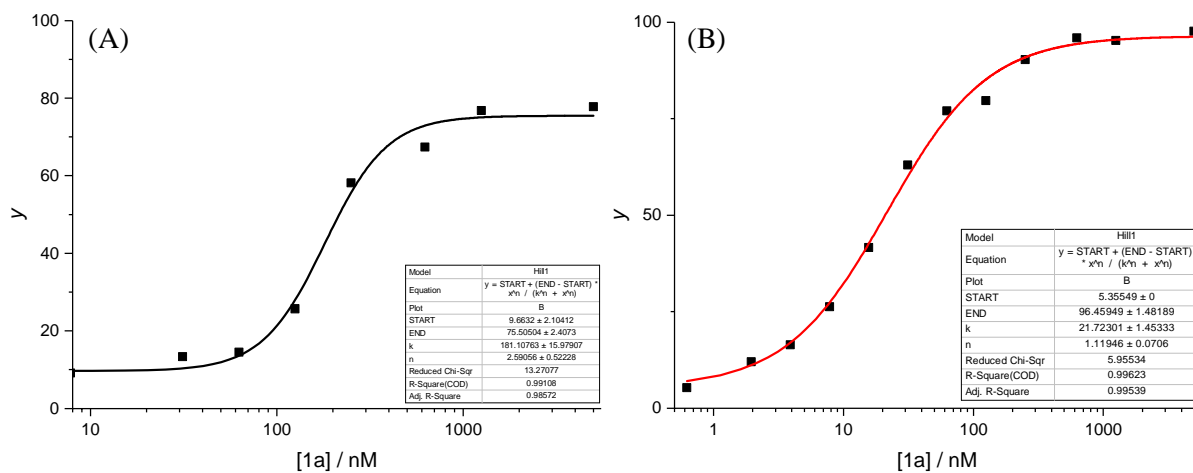 (A)
100
80
60
40
20
0
y
10
100
1000
[1a] / nM
Model Hill1
Equation y = START + (END - START) * x^n / (k^n + x^n)
Plot B
START 9.6632 ± 2.10412
END 75.50504 ± 2.4073
k 181.10763 ± 15.97907
n 2.59056 ± 0.52228
Reduced Chi-Sqr 13.27077
R-Square(COD) 0.99108
Adj. R-Square 0.98572
(B)
100
50
0
y
1
10
100
1000
[1a] / nM
Model Hill1
Equation y = START + (END - START) * x^n / (k^n + x^n)
Plot B
START 5.35549 ± 0
END 96.45949 ± 1.48189
k 21.72301 ± 1.45333
n 1.11946 ± 0.0706
Reduced Chi-Sqr 5.95534
R-Square(COD) 0.99623
Adj. R-Square 0.99539